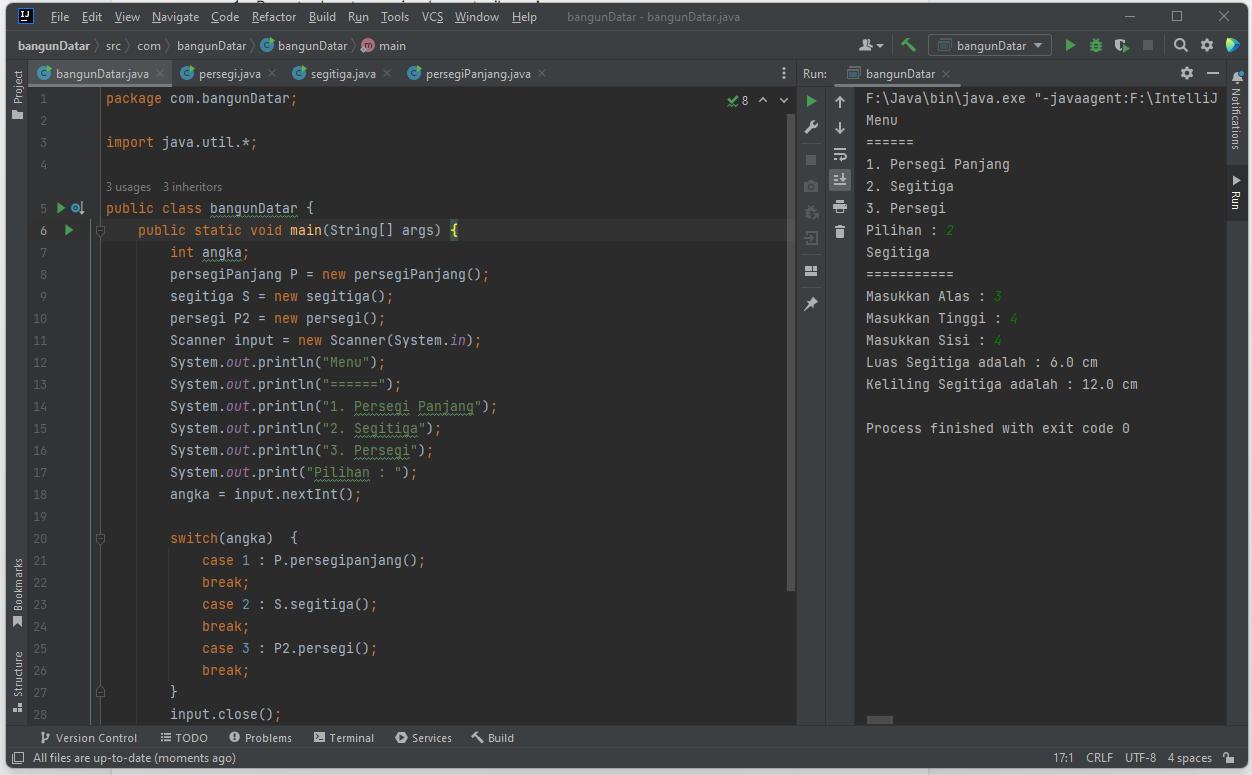 File Edit View Navigate Code Refactor Build Run Tools VCS Window Help bangunDatar - bangunDatar.java
bangunDatar src com bangunDatar bangunDatar main bangunDatar
Project
bangunDatar.java persegi.java segitiga.java persegiPanjang.java
1 package com.bangunDatar; 8
2
3 import java.util.*;
4
3 usages 3 inheritors
5 public class bangunDatar {
6 public static void main(String[] args) {
7 int angka;
8 persegiPanjang P = new persegiPanjang();
9 segitiga S = new segitiga();
10 persegi P2 = new persegi();
11 Scanner input = new Scanner(System.in);
12 System.out.println("Menu");
13 System.out.println("======");
14 System.out.println("1. Persegi Panjang");
15 System.out.println("2. Segitiga");
16 System.out.println("3. Persegi");
17 System.out.print("Pilihan : ");
18 angka = input.nextInt();
19
20 switch(angka) {
21 case 1 : P.persegipanjang();
22 break;
23 case 2 : S.segitiga();
24 break;
25 case 3 : P2.persegi();
26 break;
27 }
28 input.close();
Bookmarks
Structure
Run: bangunDatar
F:\Java\bin\java.exe "-javaagent:F:\IntelliJ
Menu
======
1. Persegi Panjang
2. Segitiga
3. Persegi
Pilihan : 2
Segitiga
===========
Masukkan Alas : 3
Masukkan Tinggi : 4
Masukkan Sisi : 4
Luas Segitiga adalah : 6.0 cm
Keliling Segitiga adalah : 12.0 cm
Process finished with exit code 0
Notifications
Run
Version Control TODO Problems Terminal Services Build
All files are up-to-date (moments ago) 17:1 CRLF UTF-8 4 spaces